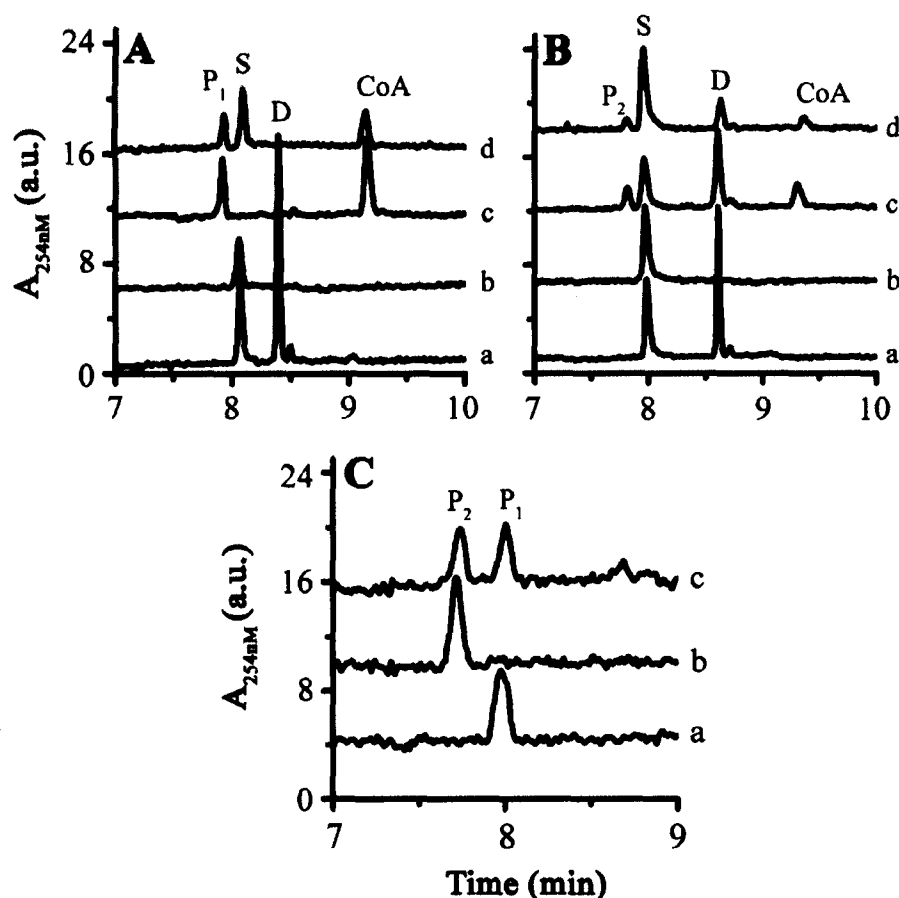 A
P₁ S D CoA
24
16
8
0
A₂₅₄ₙM (a.u.)
d
c
b
a
7 8 9 10
B
P₂ S D CoA
d
c
b
a
7 8 9 10
C
P₂ P₁
24
16
8
0
A₂₅₄ₙM (a.u.)
c
b
a
7 8 9
Time (min)